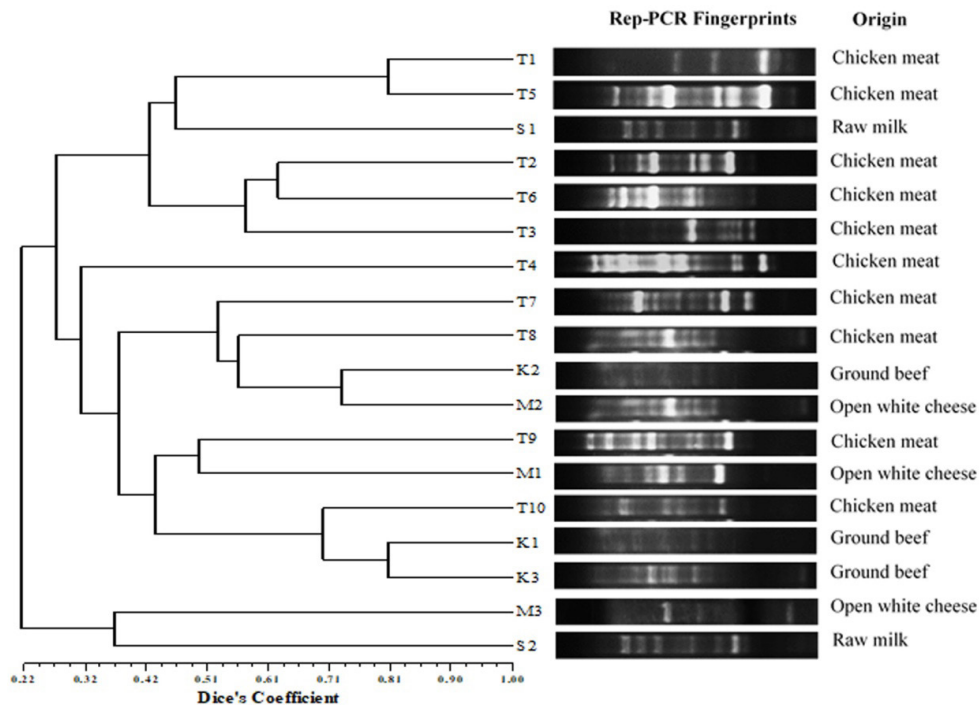 Rep-PCR Fingerprints Origin
T1 Chicken meat
T5 Chicken meat
S1 Raw milk
T2 Chicken meat
T6 Chicken meat
T3 Chicken meat
T4 Chicken meat
T7 Chicken meat
T8 Chicken meat
K2 Ground beef
M2 Open white cheese
T9 Chicken meat
M1 Open white cheese
T10 Chicken meat
K1 Ground beef
K3 Ground beef
M3 Open white cheese
S2 Raw milk
0.22 0.32 0.42 0.51 0.61 0.71 0.81 0.90 1.00
Dice's Coefficient